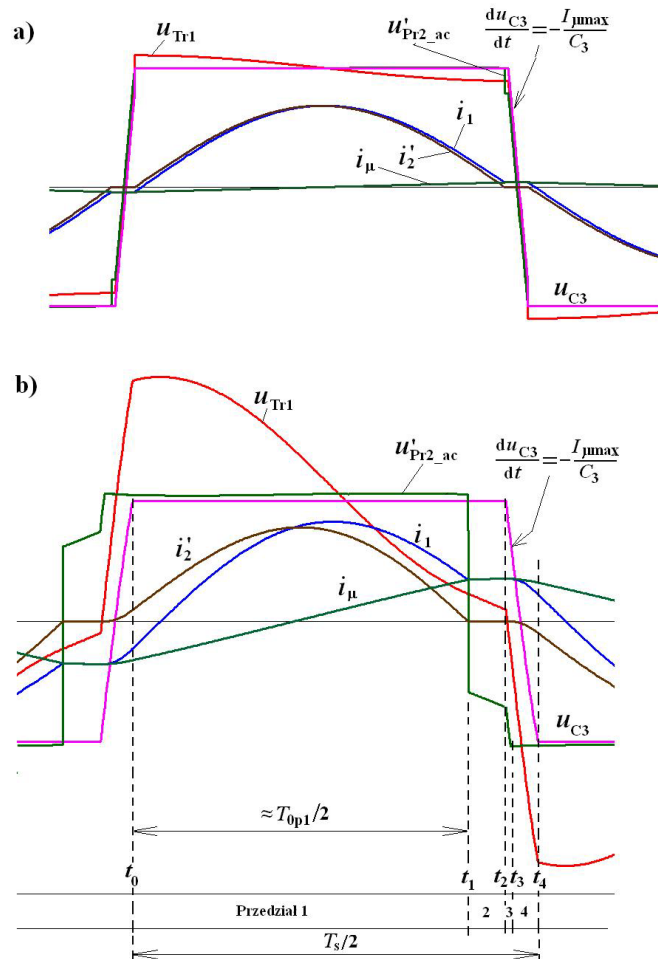 a)
u_Tr1
u'_Pr2_ac
du_C3/dt = -I_μmax/C_3
i_1
i'_2
i_μ
u_C3
b)
u_Tr1
u'_Pr2_ac
du_C3/dt = -I_μmax/C_3
i'_2
i_1
i_μ
u_C3
≈ T_0p1/2
t_0 t_1 t_2 t_3 t_4
Przedzial 1 2 3 4
T_s/2